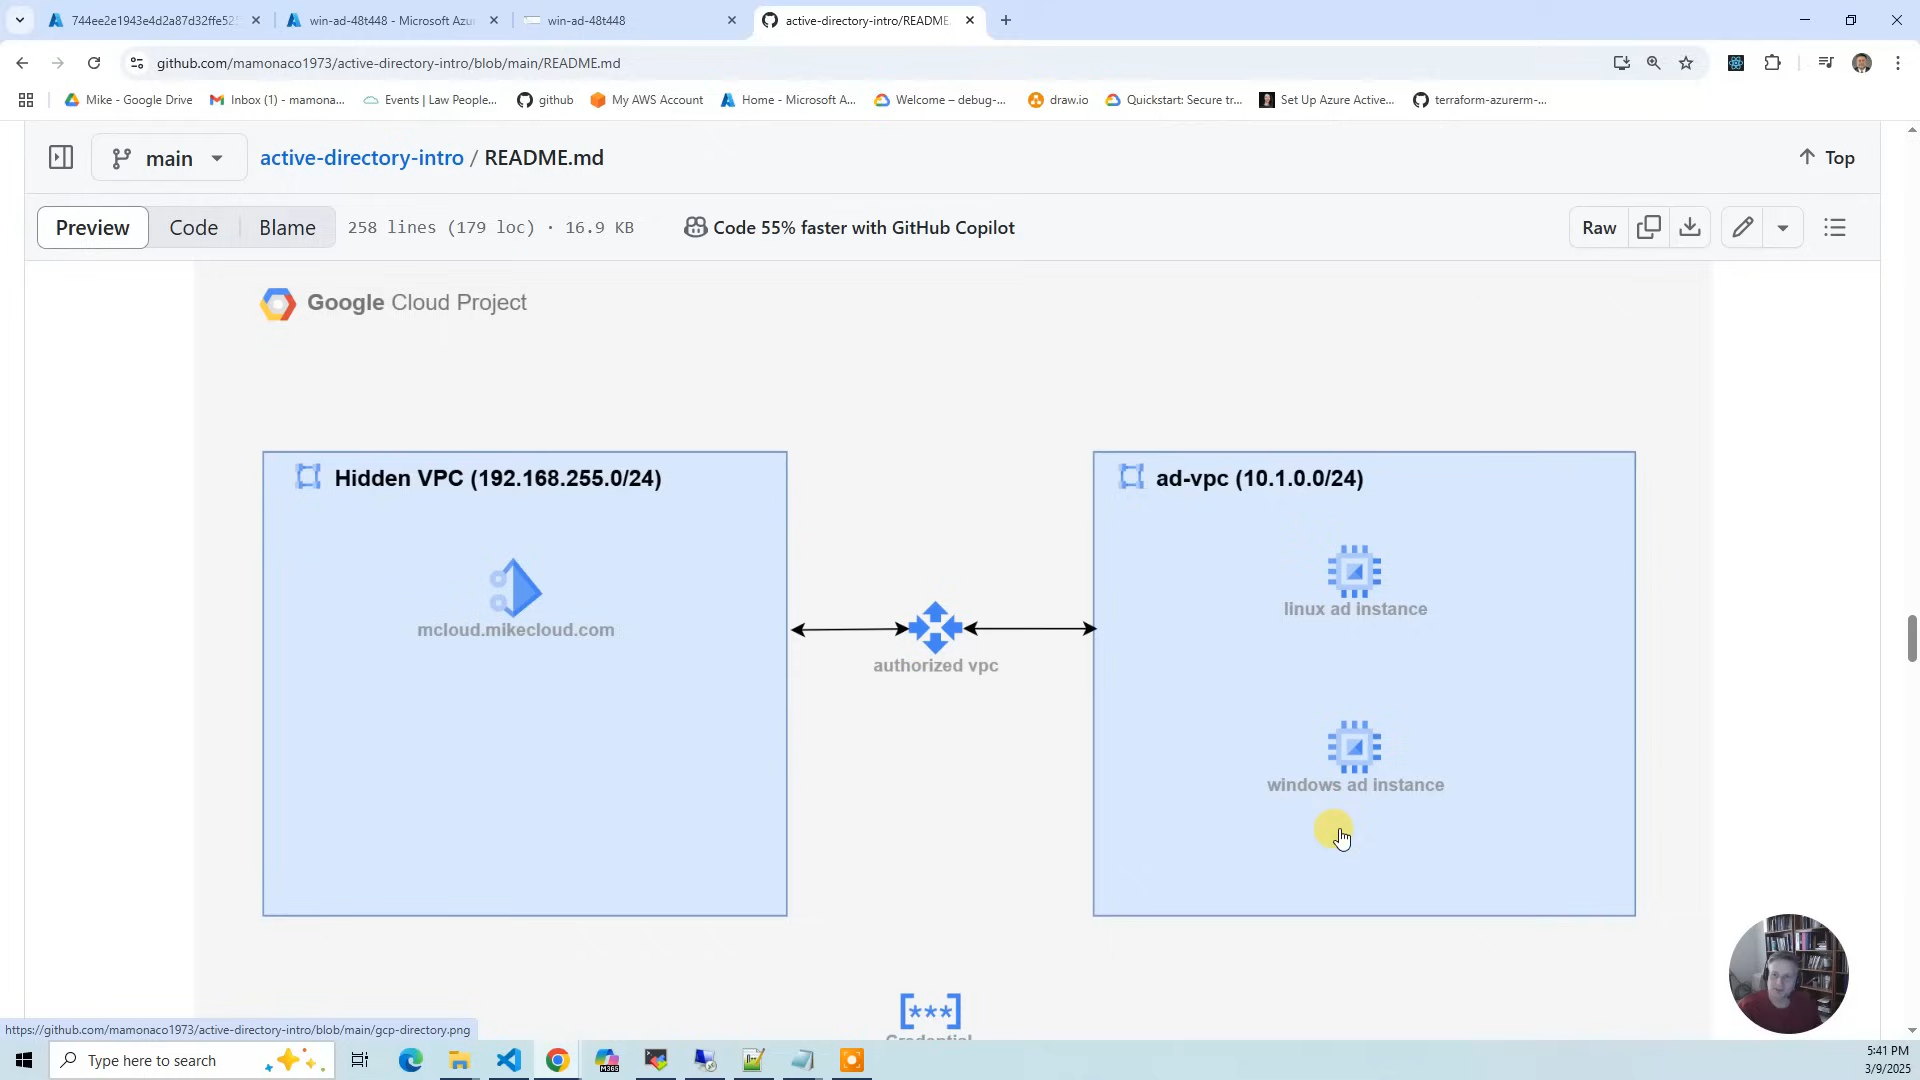 744ee2e1943e4d2a87d32ffe52
win-ad-48t448 - Microsoft Azu
win-ad-48t448
active-directory-intro/README
github.com/mamonaco1973/active-directory-intro/blob/main/README.md
Mike - Google Drive
Inbox (1) - mamona...
Events | Law People...
github
My AWS Account
Home - Microsoft A...
Welcome – debug-...
draw.io
Quickstart: Secure tr...
Set Up Azure Active...
terraform-azurerm-...
main
active-directory-intro / README.md
Top
Preview
Code
Blame
258 lines (179 loc) · 16.9 KB
Code 55% faster with GitHub Copilot
Raw
Google Cloud Project
Hidden VPC (192.168.255.0/24)
ad-vpc (10.1.0.0/24)
linux ad instance
mcloud.mikecloud.com
authorized vpc
windows ad instance
[***]
https://github.com/mamonaco1973/active-directory-intro/blob/main/gcp-directory.png
Credential
Type here to search
M365
5:41 PM
3/9/2025